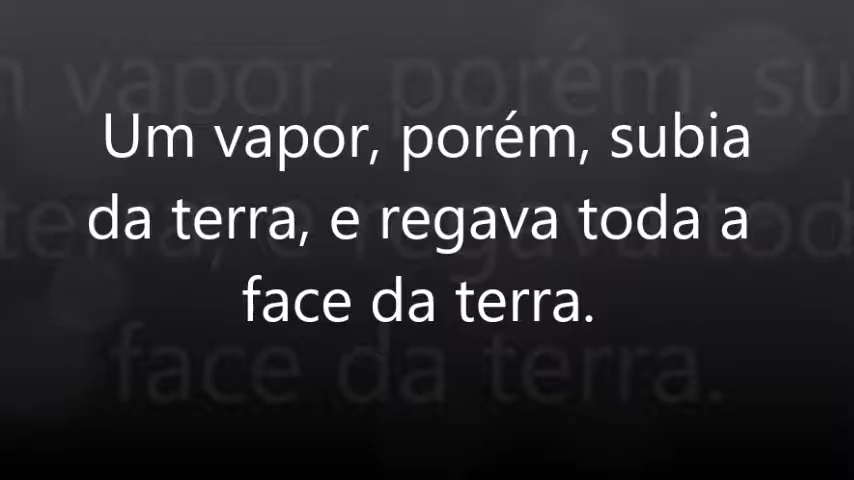 Um vapor, porém, subia
da terra, e regava toda a
face da terra.